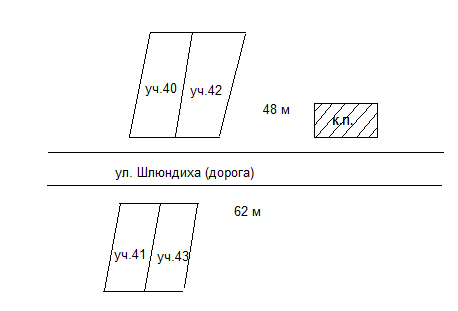 уч.40
уч.42
48 м
к.п.
ул. Шлюндиха (дорога)
62 м
уч.41
уч.43